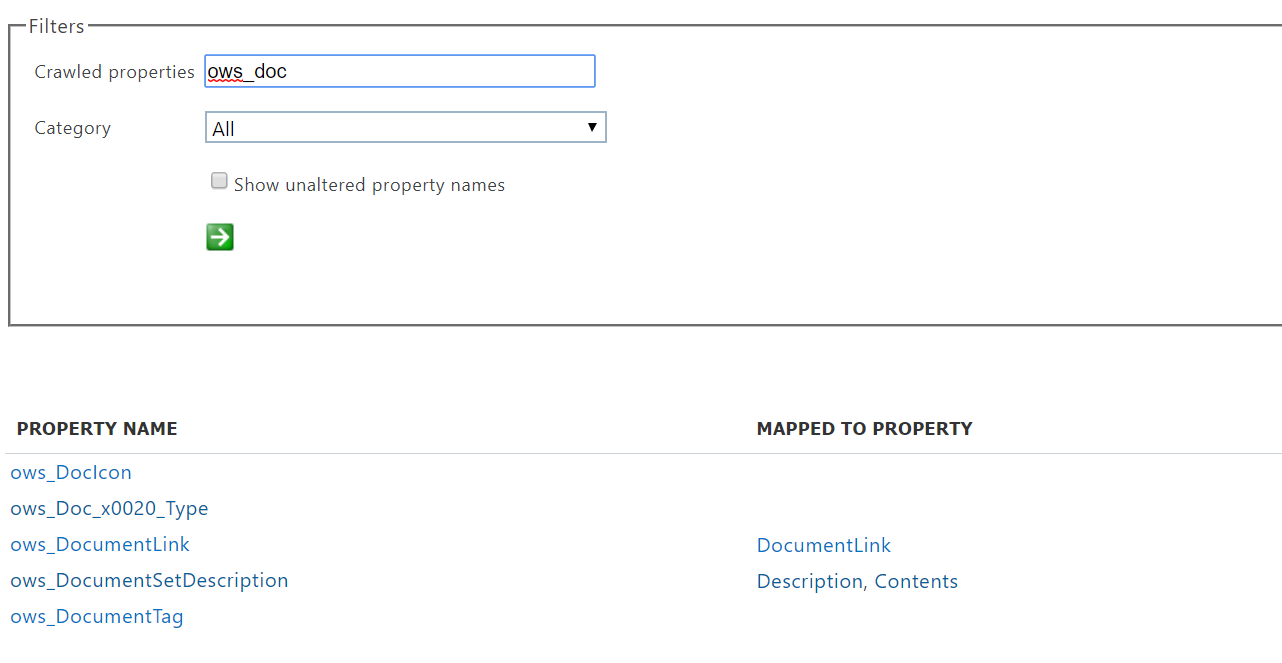 Filters
Crawled properties ows_doc
Category All
Show unaltered property names
PROPERTY NAME MAPPED TO PROPERTY
ows_DocIcon
ows_Doc_x0020_Type
ows_DocumentLink DocumentLink
ows_DocumentSetDescription Description, Contents
ows_DocumentTag